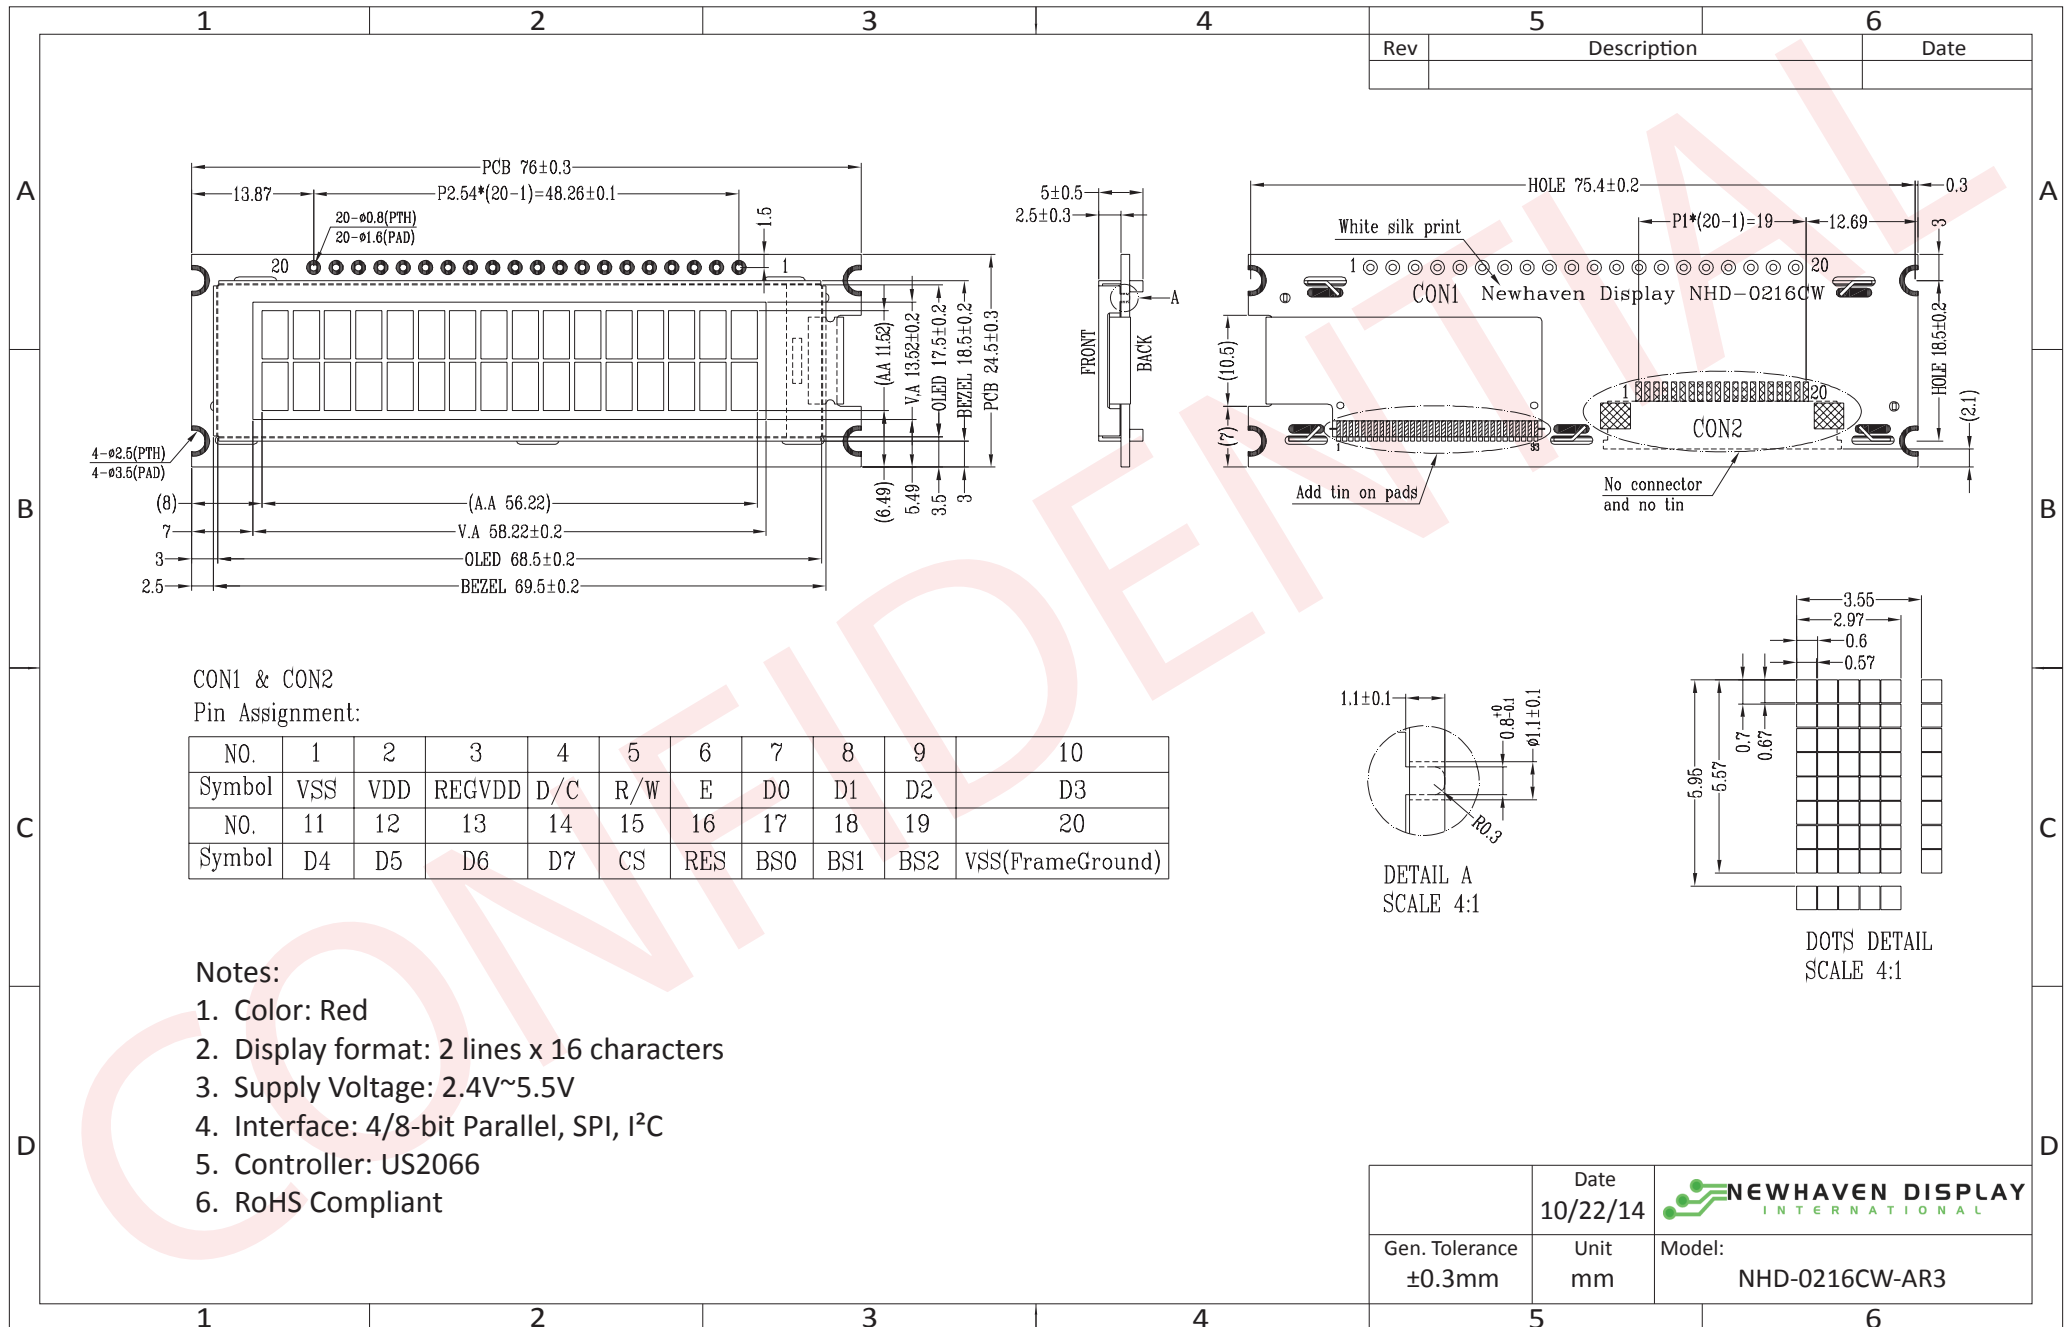 1 2 3 4 5 6
Rev Description Date
A A
B B
C C
D D
CONFIDENTIAL
PCB 76±0.3
13.87
P2.54*(20-1)=48.26±0.1
20-ø0.8(PTH)
20-ø1.6(PAD)
1.5
20
1
4-ø2.5(PTH)
4-ø3.5(PAD)
(AA 11.52)
V.A 13.52±0.2
OLED 17.5±0.2
BEZEL 18.5±0.2
PCB 24.5±0.3
(6.49)
5.49
3.5
3
(8)
(A.A 56.22)
7
V.A 58.22±0.2
3
OLED 68.5±0.2
2.5
BEZEL 69.5±0.2
5±0.5
2.5±0.3
A
FRONT
BACK
HOLE 75.4±0.2
0.3
White silk print
P1*(20-1)=19
12.69
3
1
20
CON1 Newhaven Display NHD-0216CW
(10.5)
(7)
HOLE 18.5±0.2
(2.1)
1
20
CON2
1
Add tin on pads
No connector
and no tin
3.55
2.97
0.6
0.57
0.7
0.67
5.95
5.57
DOTS DETAIL
SCALE 4:1
1.1±0.1
0.8+0-0.1
ø1.1±0.1
R0.3
DETAIL A
SCALE 4:1
CON1 & CON2
Pin Assignment:
NO. 1 2 3 4 5 6 7 8 9 10
Symbol VSS VDD REGVDD D/C R/W E D0 D1 D2 D3
NO. 11 12 13 14 15 16 17 18 19 20
Symbol D4 D5 D6 D7 CS RES BS0 BS1 BS2 VSS(FrameGround)
Notes:
1. Color: Red
2. Display format: 2 lines x 16 characters
3. Supply Voltage: 2.4V~5.5V
4. Interface: 4/8-bit Parallel, SPI, I²C
5. Controller: US2066
6. RoHS Compliant
Date
10/22/14
NEWHAVEN DISPLAY
INTERNATIONAL
Gen. Tolerance
±0.3mm
Unit
mm
Model:
NHD-0216CW-AR3
1 2 3 4 5 6